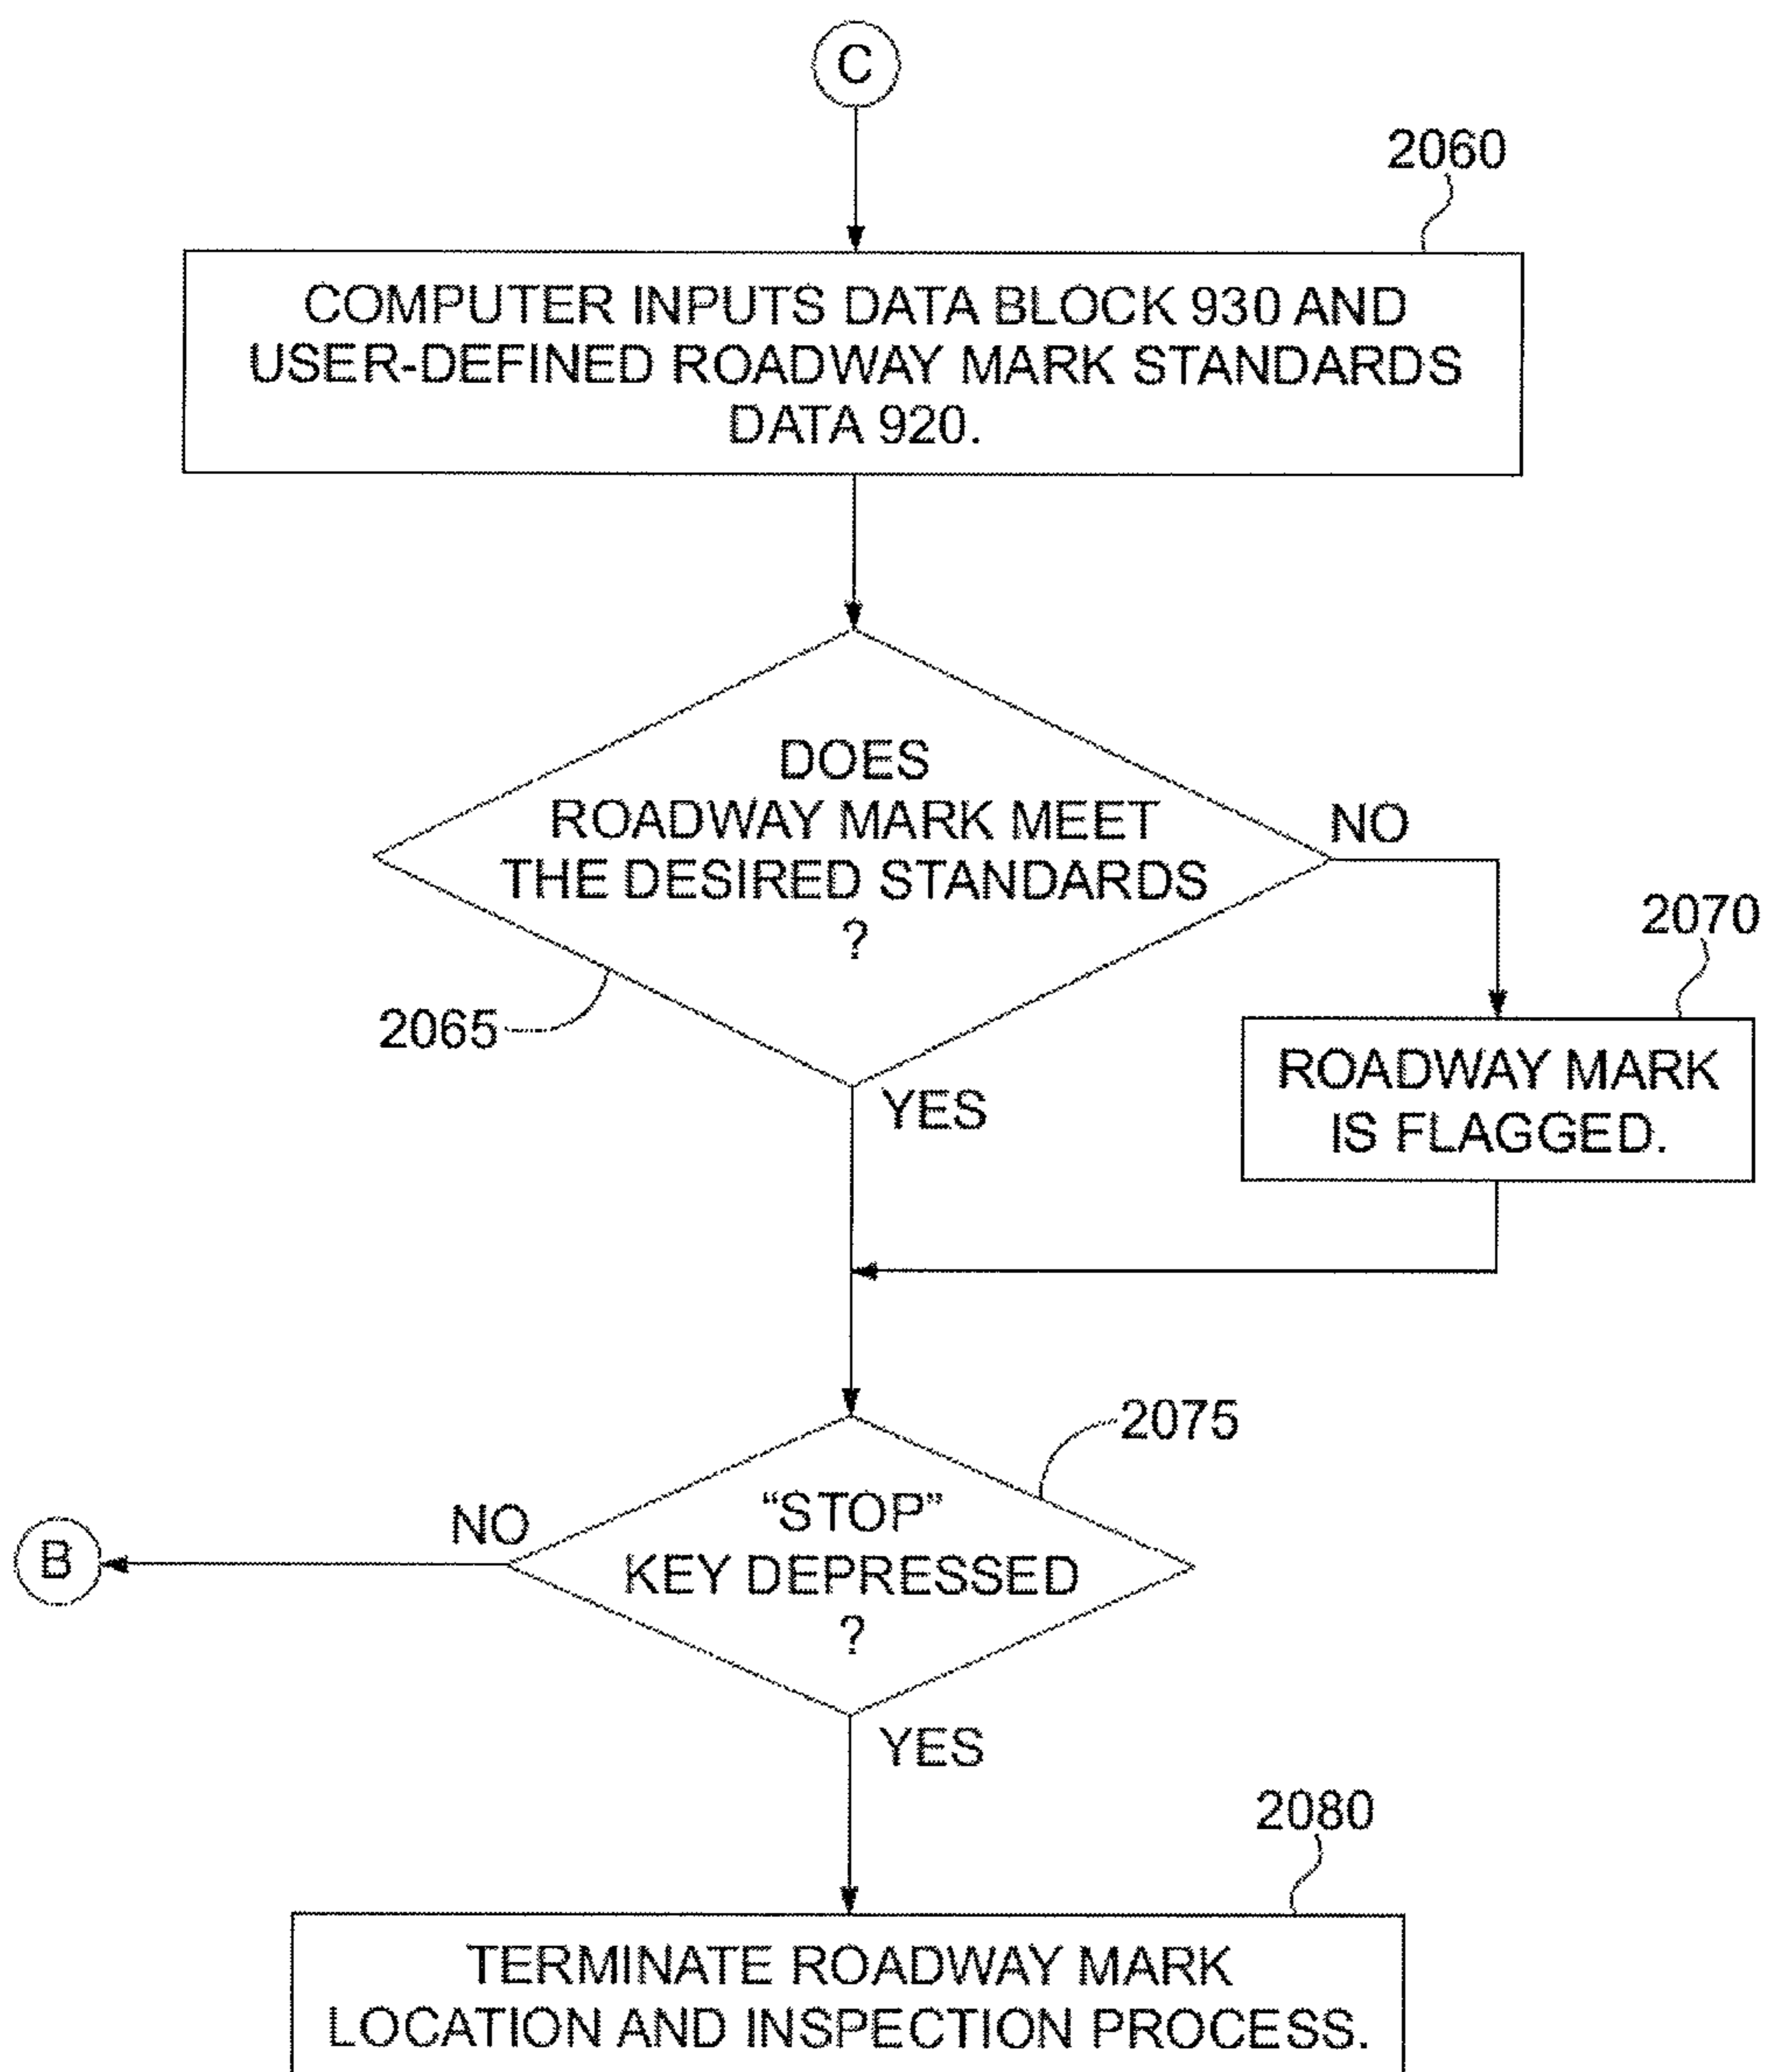 C
2060
COMPUTER INPUTS DATA BLOCK 930 AND
USER-DEFINED ROADWAY MARK STANDARDS
DATA 920.
DOES
ROADWAY MARK MEET
THE DESIRED STANDARDS
?
NO
2065
YES
2070
ROADWAY MARK
IS FLAGGED.
2075
“STOP”
KEY DEPRESSED
?
NO
B
YES
2080
TERMINATE ROADWAY MARK
LOCATION AND INSPECTION PROCESS.